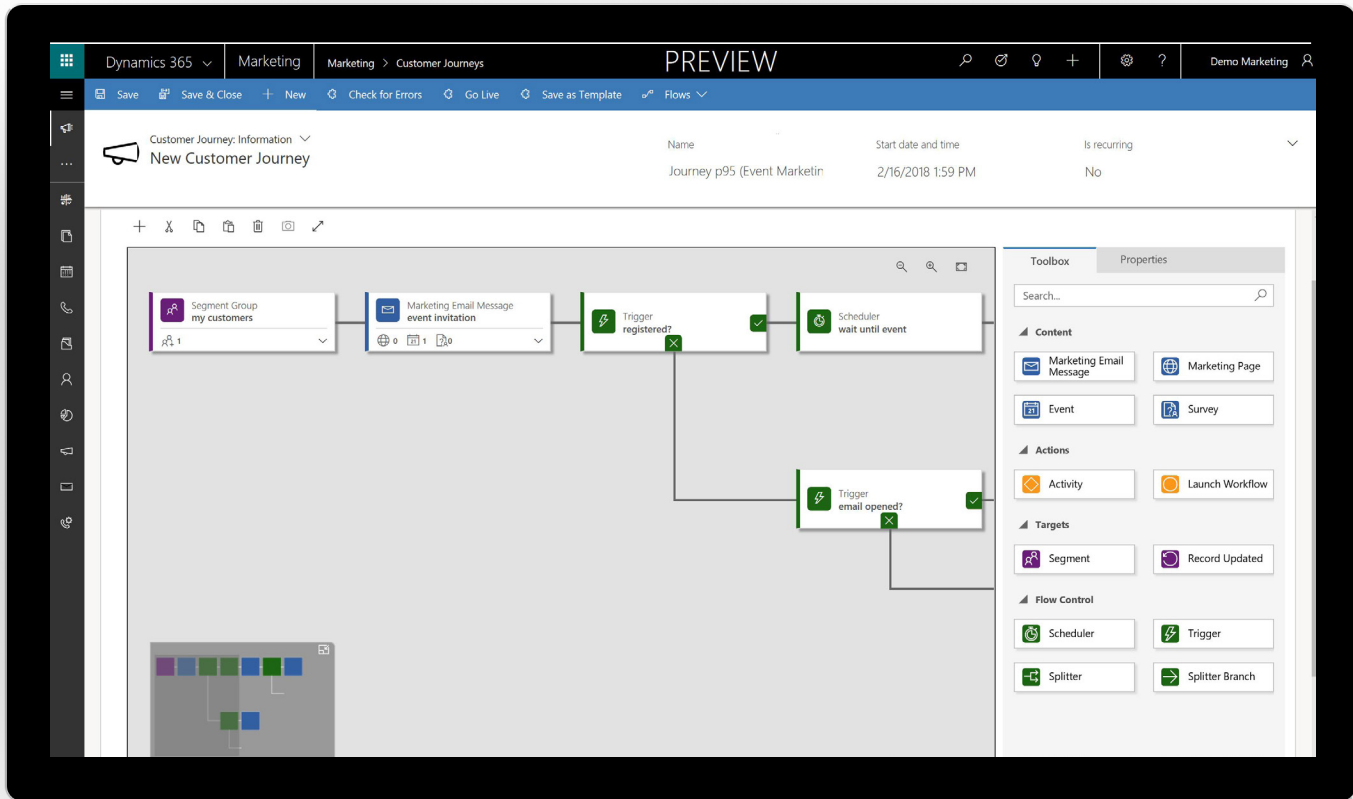 Dynamics 365
Marketing
Marketing > Customer Journeys
PREVIEW
Demo Marketing
Save
Save & Close
New
Check for Errors
Go Live
Save as Template
Flows
Customer Journey: Information
New Customer Journey
Name
Journey p95 (Event Marketin
Start date and time
2/16/2018 1:59 PM
Is recurring
No
Segment Group
my customers
1
Marketing Email Message
event invitation
0
21 1
0
Trigger
registered?
Scheduler
wait until event
Trigger
email opened?
Toolbox
Properties
Search...
Content
Marketing Email
Message
Marketing Page
21 Event
Survey
Actions
Activity
Launch Workflow
Targets
Segment
Record Updated
Flow Control
Scheduler
Trigger
Splitter
Splitter Branch